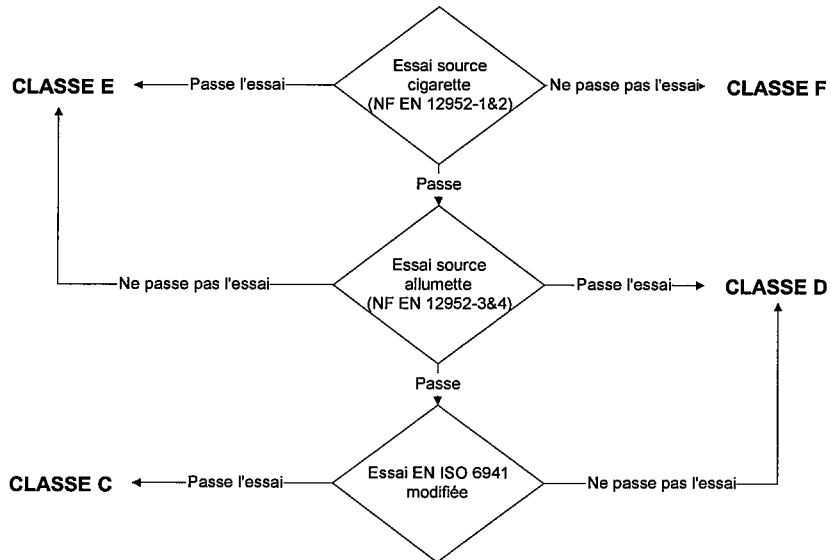 Essai source
cigarette
(NF EN 12952-1&2)
CLASSE E
Passe l'essai
Ne passe pas l'essai
CLASSE F
Passe
Essai source
allumette
(NF EN 12952-3&4)
Ne passe pas l'essai
Passe l'essai
CLASSE D
Passe
Essai EN ISO 6941
modifiée
CLASSE C
Passe l'essai
Ne passe pas l'essai